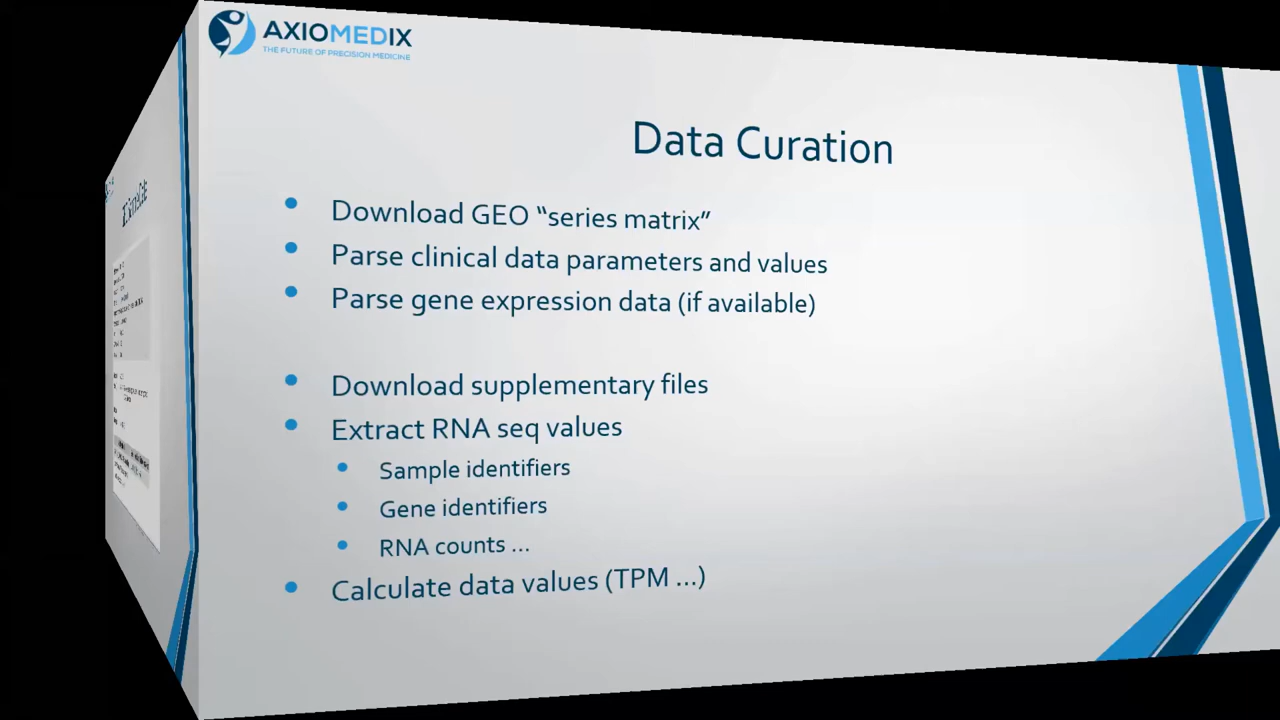 AXIOMEDIX
THE FUTURE OF PRECISION MEDICINE
Data Curation
Download GEO “series matrix”
Parse clinical data parameters and values
Parse gene expression data (if available)
Download supplementary files
Extract RNA seq values
Sample identifiers
Gene identifiers
RNA counts ...
Calculate data values (TPM ...)